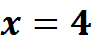 x = 4